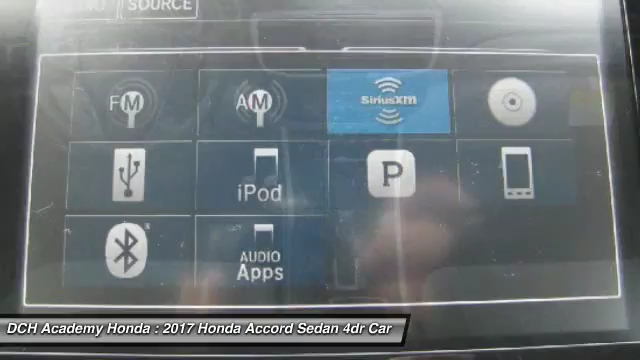 SOURCE
FM
AM
SiriusXM
iPod
P
AUDIO
Apps
DCH Academy Honda : 2017 Honda Accord Sedan 4dr Car